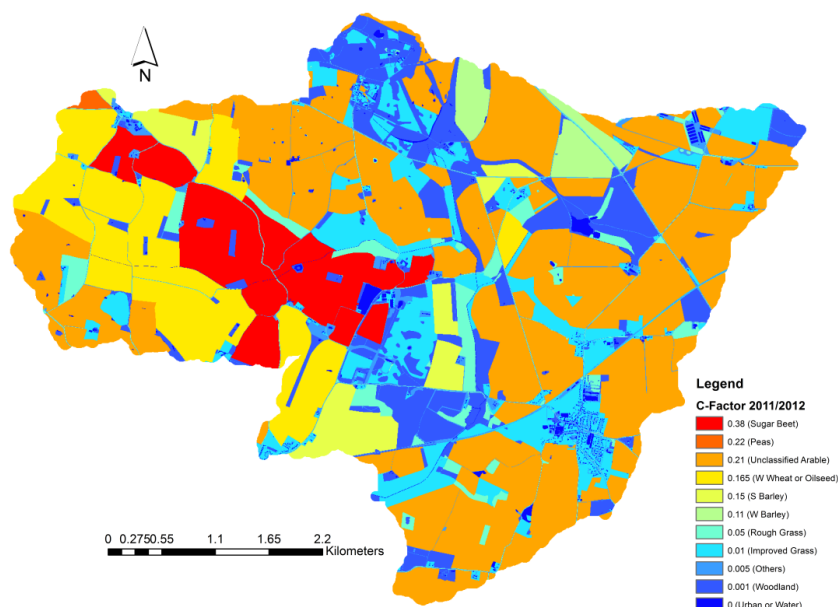 N
Legend
C-Factor 2011/2012
0.38 (Sugar Beet)
0.22 (Peas)
0.21 (Unclassified Arable)
0.165 (W Wheat or Oilseed)
0.15 (S Barley)
0.11 (W Barley)
0.05 (Rough Grass)
0.01 (Improved Grass)
0.005 (Others)
0.001 (Woodland)
0 (Urban or Water)
0 0.2750.55 1.1 1.65 2.2
Kilometers